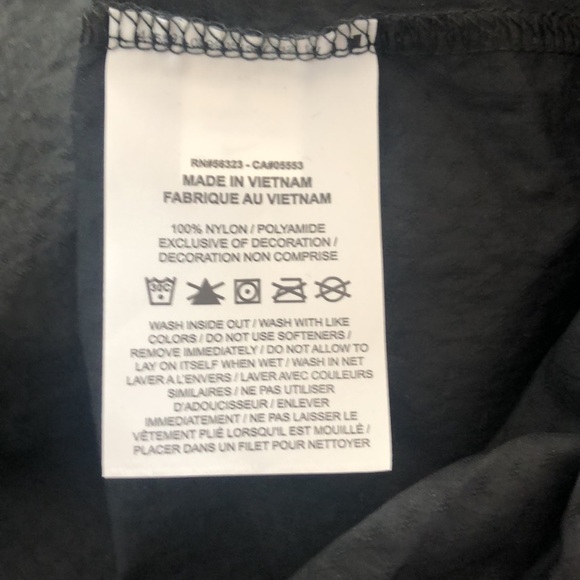 RN#56323 - CA#05553
MADE IN VIETNAM
FABRIQUE AU VIETNAM
100% NYLON / POLYAMIDE
EXCLUSIVE OF DECORATION /
DECORATION NON COMPRISE
30C
WASH INSIDE OUT / WASH WITH LIKE
COLORS / DO NOT USE SOFTENERS /
REMOVE IMMEDIATELY / DO NOT ALLOW TO
LAY ON ITSELF WHEN WET / WASH IN NET
LAVER A L'ENVERS / LAVER AVEC COULEURS
SIMILAIRES / NE PAS UTILISER
D'ADOUCISSEUR / ENLEVER
IMMEDIATEMENT / NE PAS LAISSER LE
VÊTEMENT PLIÉ LORSQU'IL EST MOUILLÉ /
PLACER DANS UN FILET POUR NETTOYER